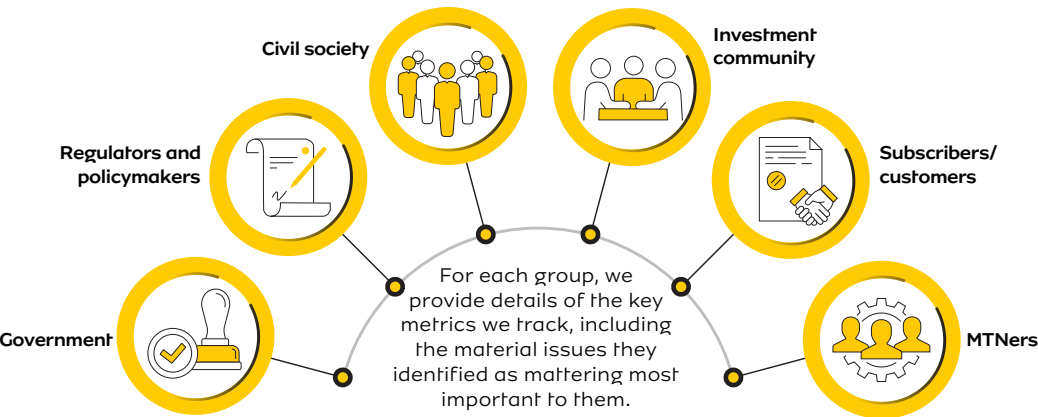 Civil society
Investment
community
Regulators and
policymakers
Subscribers/
customers
Government
MTNers
For each group, we
provide details of the key
metrics we track, including
the material issues they
identified as mattering most
important to them.